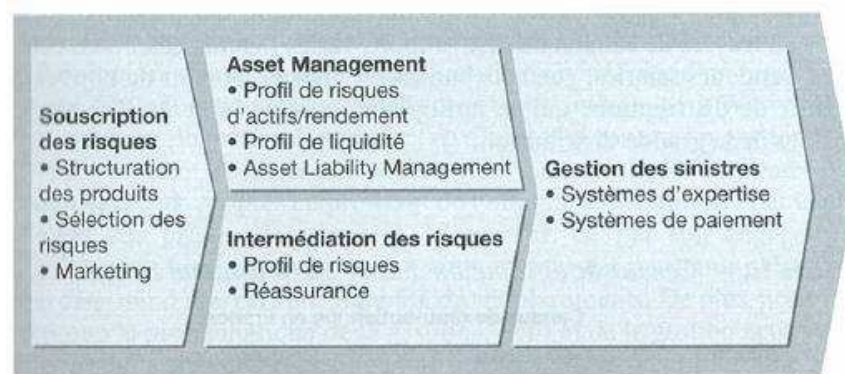 Souscription
des risques
• Structuration
des produits
• Sélection des
risques
• Marketing
Asset Management
• Profil de risques
d'actifs/rendement
• Profil de liquidité
• Asset Liability Management
Intermédiation des risques
• Profil de risques
• Réassurance
Gestion des sinistres
• Systèmes d'expertise
• Systèmes de paiement